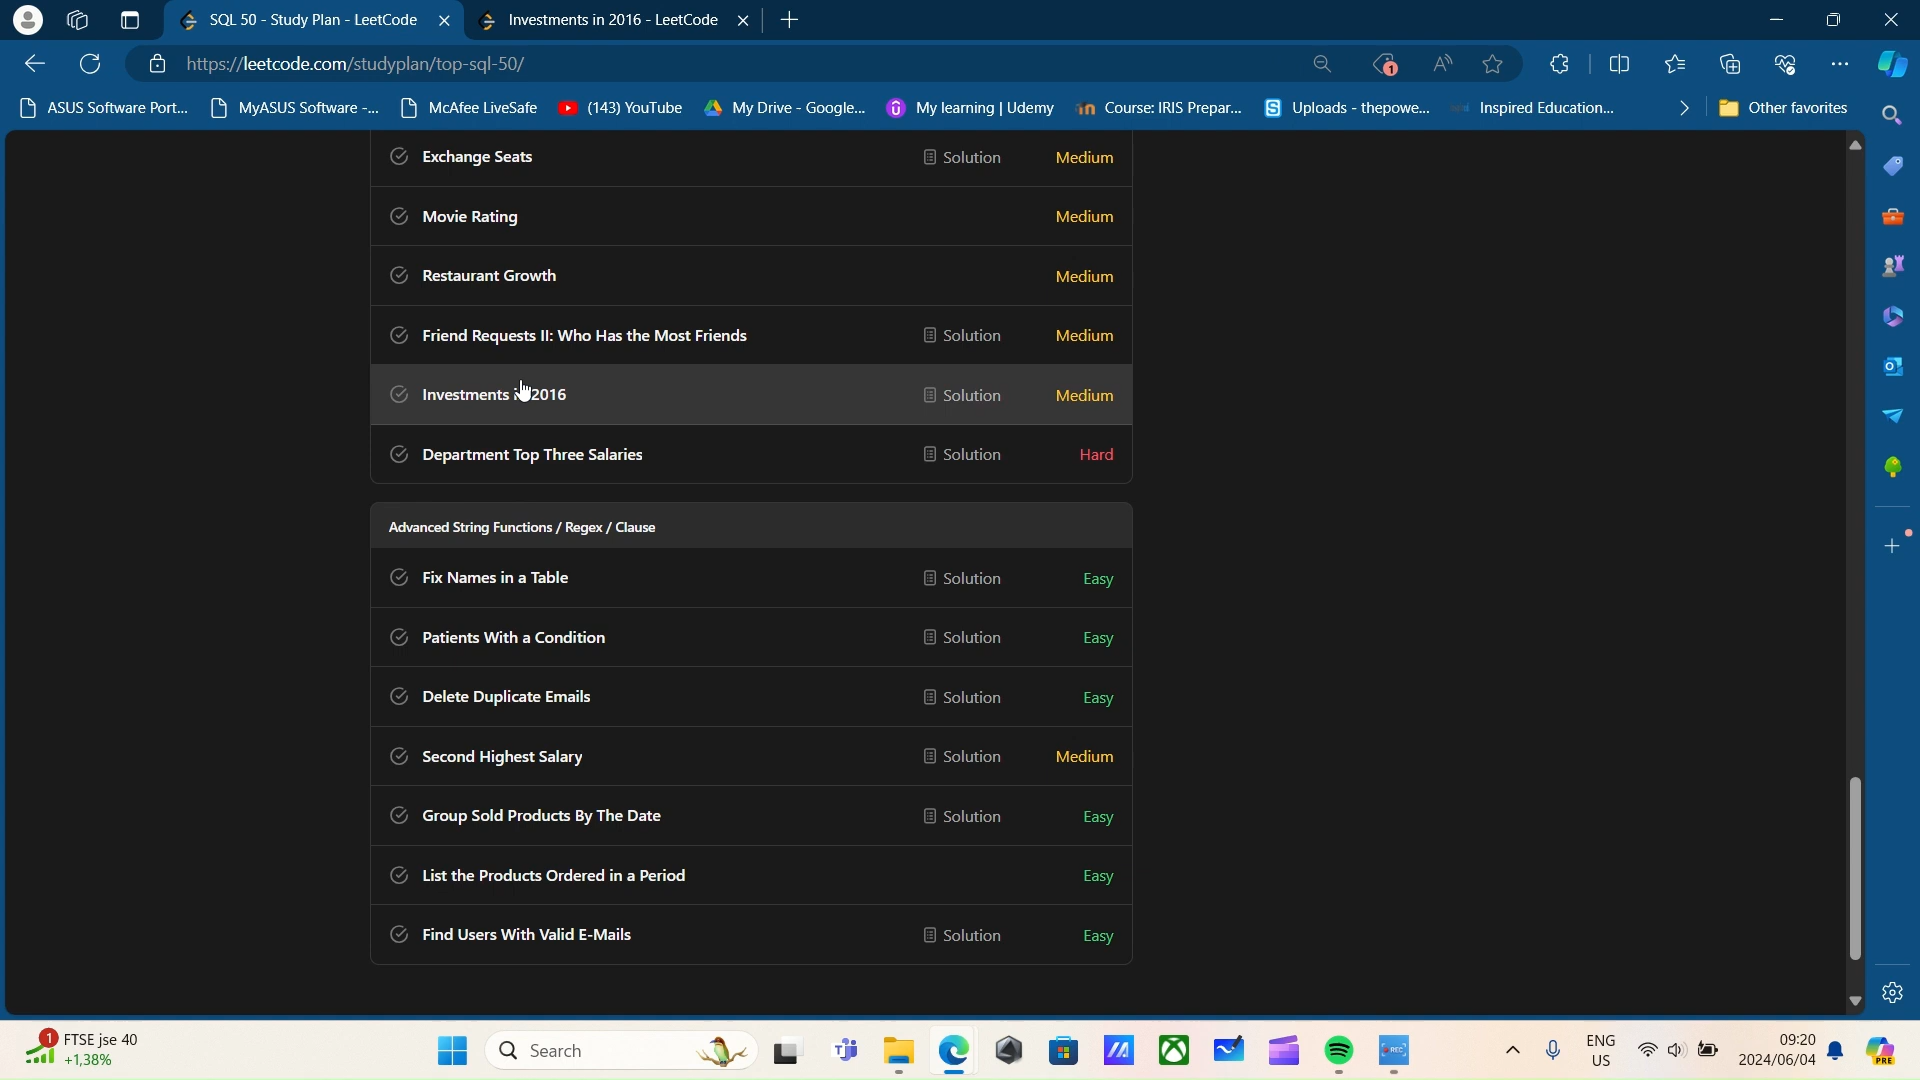 SQL 50 - Study Plan - LeetCode
Investments in 2016 - LeetCode
https://leetcode.com/studyplan/top-sql-50/
1
ASUS Software Port...
MyASUS Software -...
McAfee LiveSafe
(143) YouTube
My Drive - Google...
My learning | Udemy
Course: IRIS Prepar...
Uploads - thepowe...
Inspired Education...
Other favorites
Exchange Seats Solution Medium
Movie Rating Medium
Restaurant Growth Medium
Friend Requests II: Who Has the Most Friends Solution Medium
Investments 2016 Solution Medium
Department Top Three Salaries Solution Hard
Advanced String Functions / Regex / Clause
Fix Names in a Table Solution Easy
Patients With a Condition Solution Easy
Delete Duplicate Emails Solution Easy
Second Highest Salary Solution Medium
Group Sold Products By The Date Solution Easy
List the Products Ordered in a Period Easy
Find Users With Valid E-Mails Solution Easy
1
FTSE jse 40
+1,38%
Search
REC
ENG
US
09:20
2024/06/04
PRE